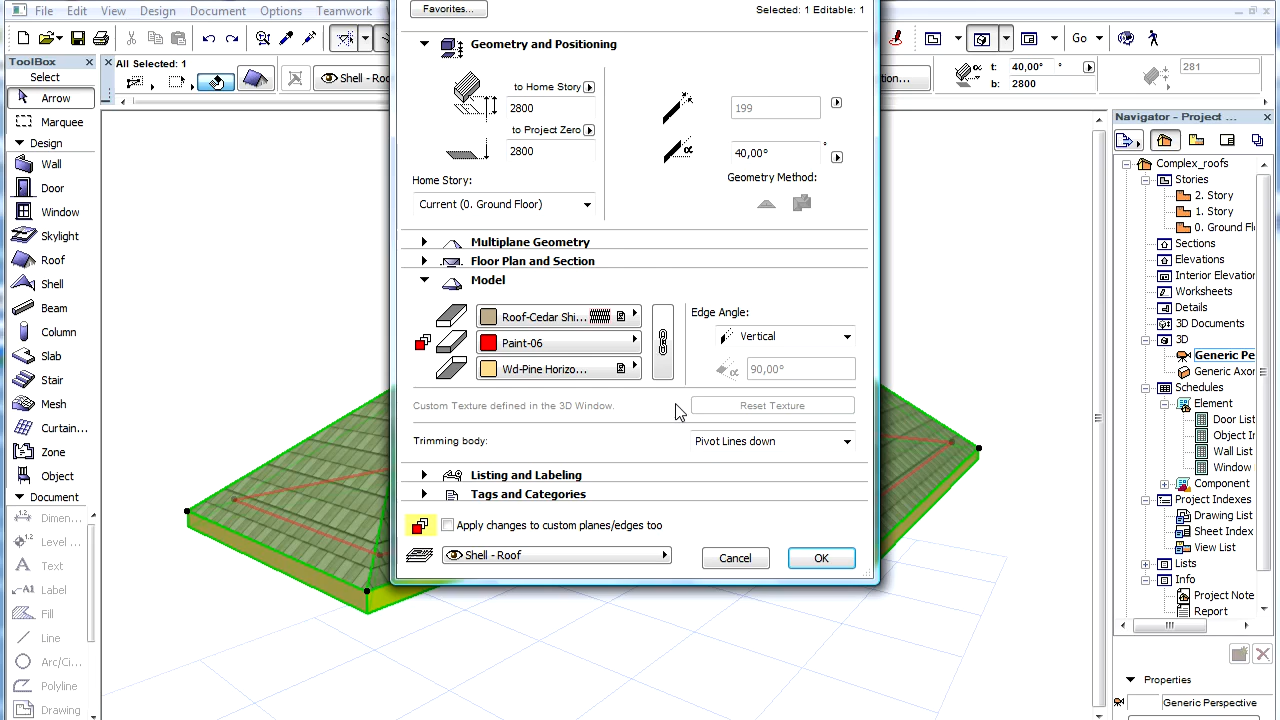 File Edit View Design Document Options Teamwork
Favorites...
Selected: 1 Editable: 1
Go
ToolBox
Select
Arrow
Marquee
Design
Wall
Door
Window
Skylight
Roof
Shell
Beam
Column
Slab
Stair
Mesh
Curtain...
Zone
Object
Document
Dimen...
Level ...
Text
A1 Label
Fill
Line
Arc/Ci...
Polyline
Drawing
All Selected: 1
Shell - Roo
Geometry and Positioning
to Home Story
2800
to Project Zero
2800
199
40,00°
Geometry Method:
Home Story:
Current (0. Ground Floor)
Multiplane Geometry
Floor Plan and Section
Model
Roof-Cedar Shi...
Paint-06
Wd-Pine Horizo...
Edge Angle:
Vertical
90,00°
Custom Texture defined in the 3D Window.
Reset Texture
Trimming body:
Pivot Lines down
Listing and Labeling
Tags and Categories
Apply changes to custom planes/edges too
Shell - Roof
Cancel
OK
on...
t: 40,00° °
b: 2800
281
Navigator - Project ...
Complex_roofs
Stories
2. Story
1. Story
0. Ground Fl
Sections
Elevations
Interior Elevatio
Worksheets
Details
3D Documents
3D
Generic Pe
Generic Axon
Schedules
Element
Door List
Object In
Wall List
Window
Component
Project Indexes
Drawing List
Sheet Index
View List
Lists
Info
Project Note
Report
Properties
Generic Perspective